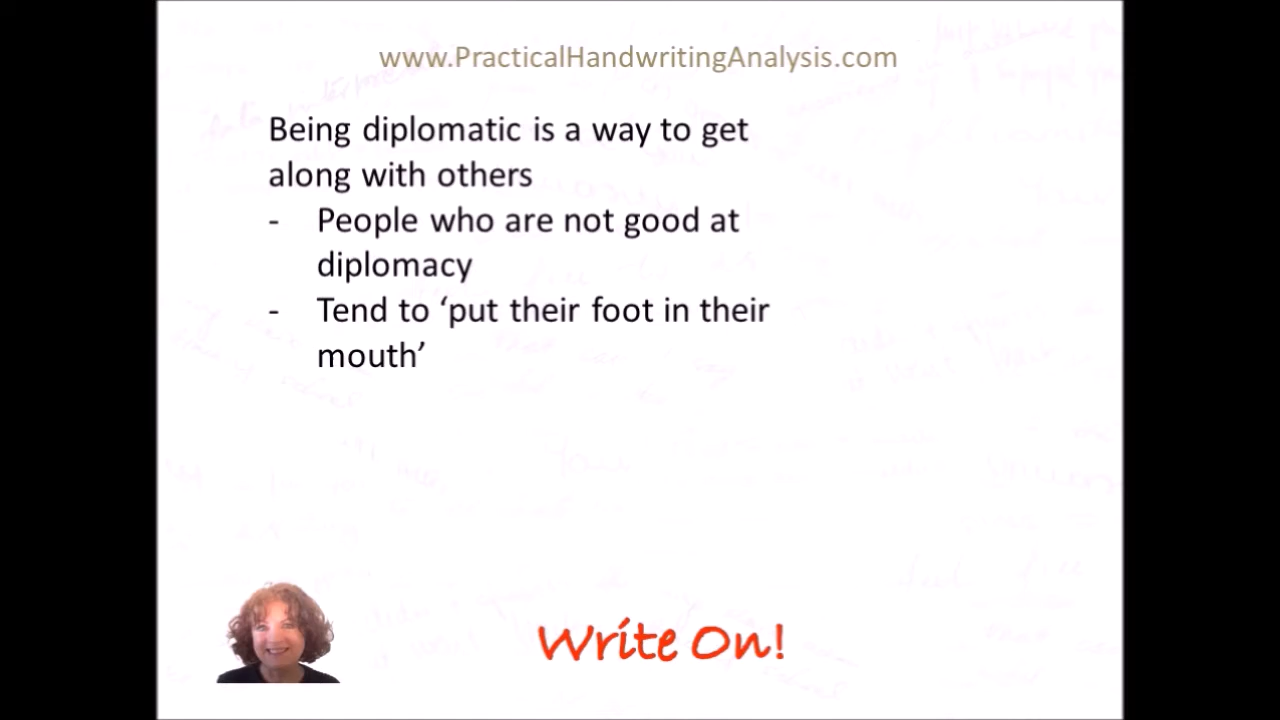 www.PracticalHandwritingAnalysis.com
Being diplomatic is a way to get
along with others
- People who are not good at
diplomacy
- Tend to ‘put their foot in their
mouth’
Write On!